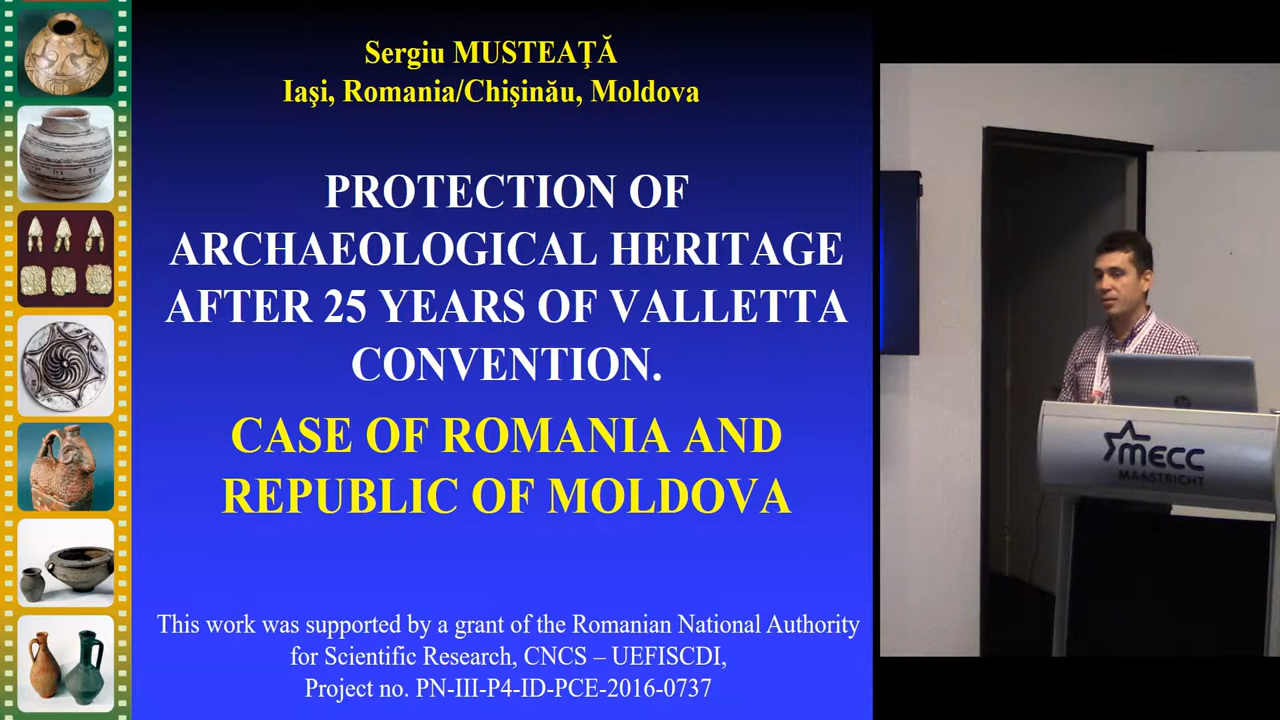 Sergiu MUSTEAŢĂ
Iaşi, Romania/Chişinău, Moldova
PROTECTION OF
ARCHAEOLOGICAL HERITAGE
AFTER 25 YEARS OF VALLETTA
CONVENTION.
CASE OF ROMANIA AND
REPUBLIC OF MOLDOVA
This work was supported by a grant of the Romanian National Authority
for Scientific Research, CNCS – UEFISCDI,
Project no. PN-III-P4-ID-PCE-2016-0737
hp
mecc
MAASTRICHT